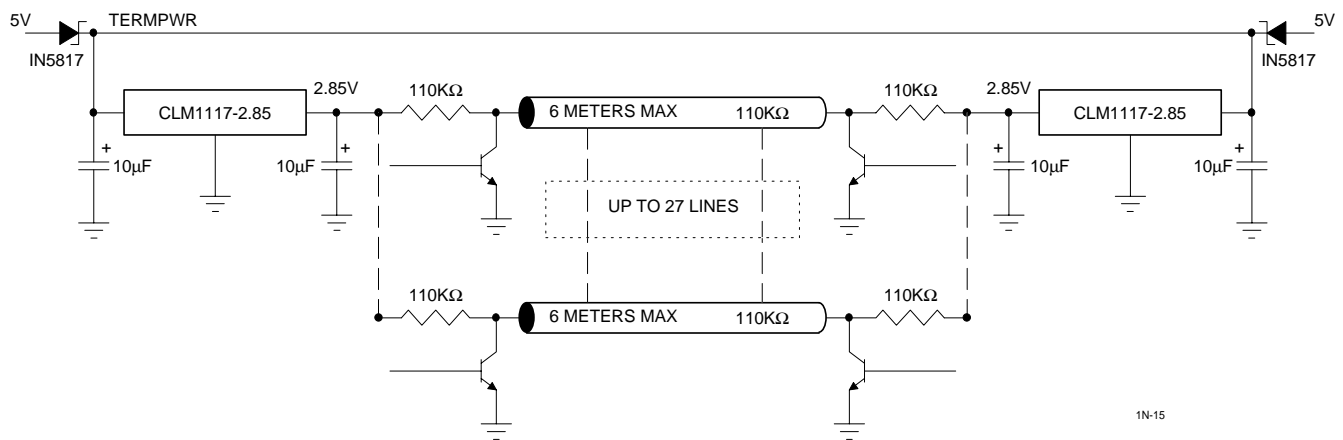 5V TERMPWR 5V
IN5817 IN5817
110KΩ 110KΩ
2.85V 2.85V
CLM1117-2.85 6 METERS MAX 110KΩ CLM1117-2.85
+ + + +
10μF 10μF 10μF 10μF
UP TO 27 LINES
110KΩ 110KΩ
6 METERS MAX 110KΩ
1N-15